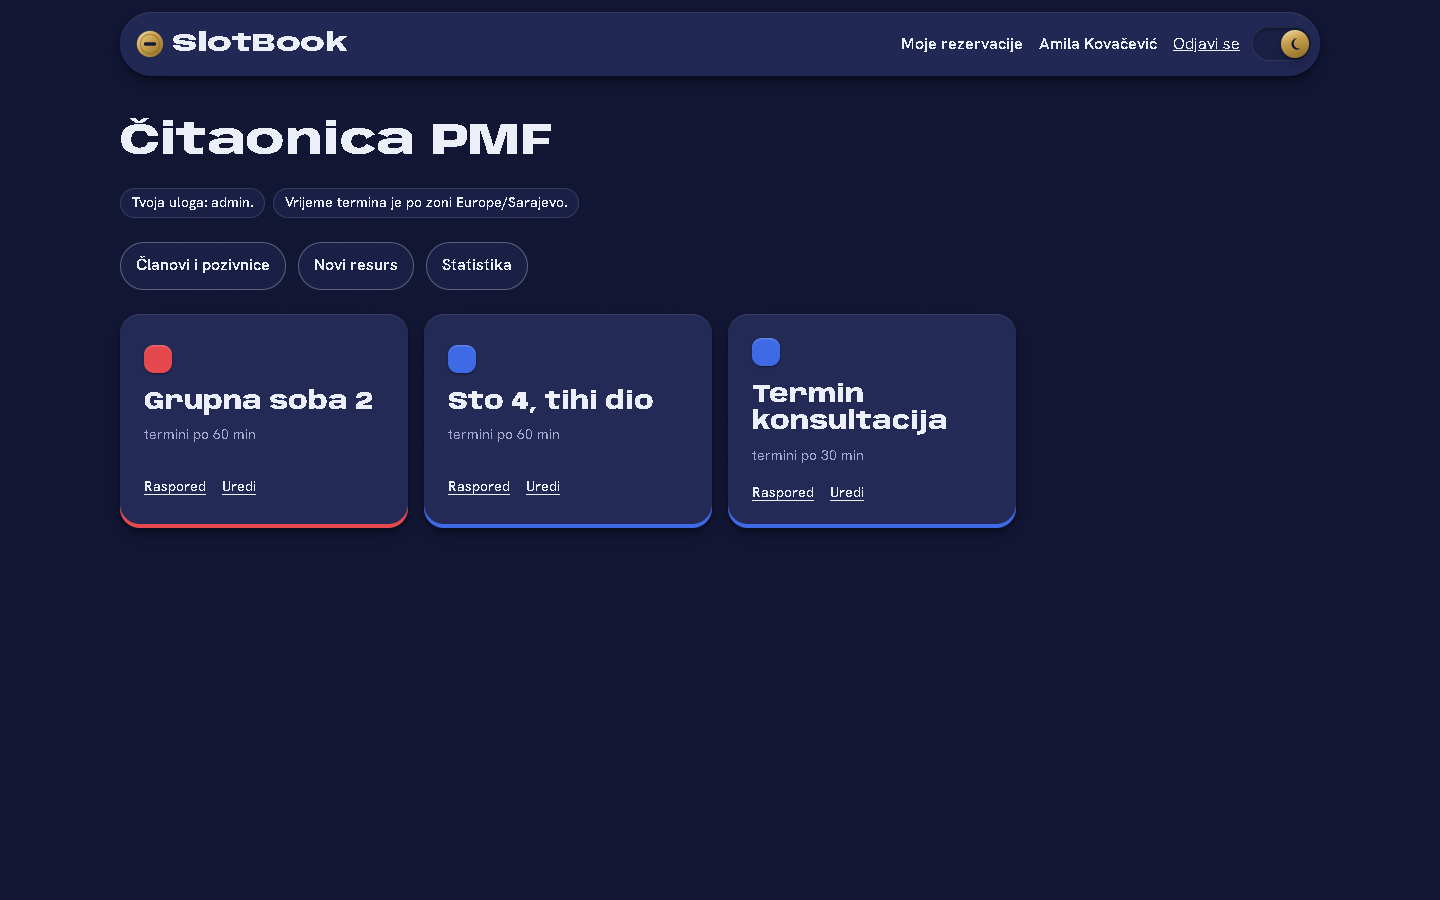 SlotBook
Moje rezervacije Amila Kovačević Odjavi se
Čitaonica PMF
Tvoja uloga: admin. Vrijeme termina je po zoni Europe/Sarajevo.
Članovi i pozivnice Novi resurs Statistika
Grupna soba 2
termini po 60 min
Raspored Uredi
Sto 4, tihi dio
termini po 60 min
Raspored Uredi
Termin
konsultacija
termini po 30 min
Raspored Uredi